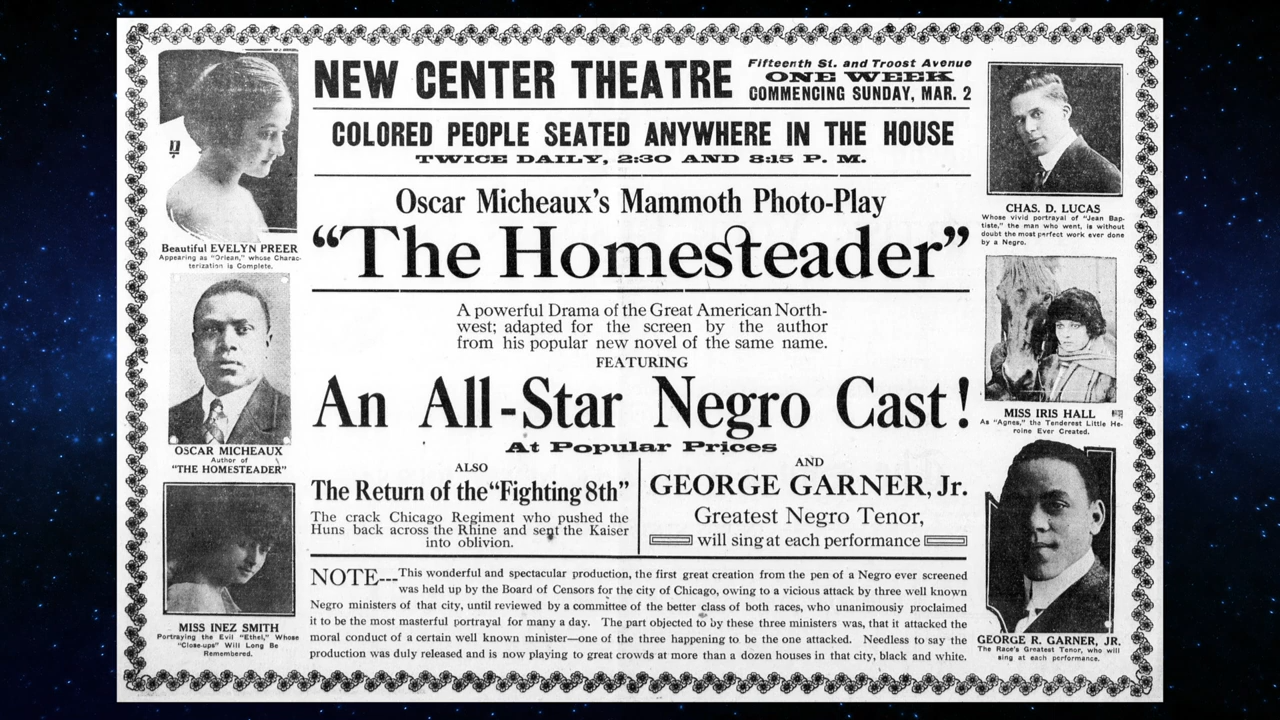 NEW CENTER THEATRE
Fifteenth St. and Troost Avenue
ONE WEEK
COMMENCING SUNDAY, MAR. 2
COLORED PEOPLE SEATED ANYWHERE IN THE HOUSE
TWICE DAILY, 2:30 AND 8:15 P. M.
Oscar Micheaux's Mammoth Photo-Play
"The Homesteader"
A powerful Drama of the Great American North-
west; adapted for the screen by the author
from his popular new novel of the same name.
FEATURING
An All-Star Negro Cast!
At Popular Prices
ALSO
The Return of the "Fighting 8th"
The crack Chicago Regiment who pushed the
Huns back across the Rhine and sent the Kaiser
into oblivion.
AND
GEORGE GARNER, Jr.
Greatest Negro Tenor,
will sing at each performance
NOTE---This wonderful and spectacular production, the first great creation from the pen of a Negro ever screened
was held up by the Board of Censors for the city of Chicago, owing to a vicious attack by three well known
Negro ministers of that city, until reviewed by a committee of the better class of both races, who unanimously proclaimed
it to be the most masterful portrayal for many a day. The part objected to by these three ministers was, that it attacked the
moral conduct of a certain well known minister—one of the three happening to be the one attacked. Needless to say the
production was duly released and is now playing to great crowds at more than a dozen houses in that city, black and white.
Beautiful EVELYN PREER
Appearing as "Orlean," whose Charac-
terization is Complete.
OSCAR MICHEAUX
Author of
"THE HOMESTEADER"
MISS INEZ SMITH
Portraying the Evil "Ethel," Whose
"Close-ups" Will Long Be
Remembered.
CHAS. D. LUCAS
Whose vivid portrayal of "Jean Bap-
tiste," the man who went, is without
doubt the most perfect work ever done
by a Negro.
MISS IRIS HALL
As "Agnes," the Tenderest Little He-
roine Ever Created.
GEORGE R. GARNER, JR.
The Race's Greatest Tenor, who will
sing at each performance.